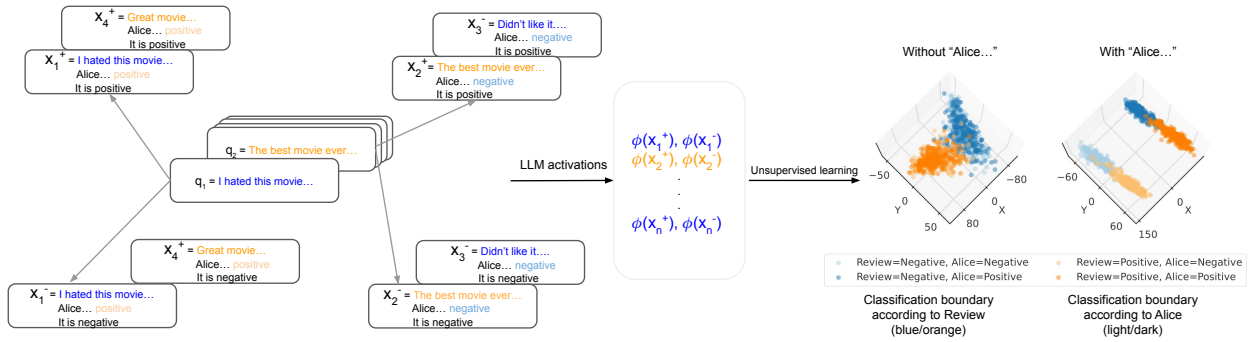 X4+ = Great movie…
Alice… positive
It is positive
X1+ = I hated this movie…
Alice… positive
It is positive
X3- = Didn't like it….
Alice… negative
It is positive
X2+ = The best movie ever…
Alice… negative
It is positive
q2 = The best movie ever…
q1 = I hated this movie…
X4+ = Great movie…
Alice… positive
It is negative
X1- = I hated this movie…
Alice… positive
It is negative
X3- = Didn't like it….
Alice… negative
It is negative
X2- = The best movie ever…
Alice… negative
It is negative
LLM activations
ϕ(x1+), ϕ(x1-)
ϕ(x2+), ϕ(x2-)
.
.
ϕ(xn+), ϕ(xn-)
Unsupervised learning
Without “Alice…”
−50
Y
0
50
−80
0
X
80
With “Alice…”
−60
Y
0
60
0
X
150
Review=Negative, Alice=Negative
Review=Negative, Alice=Positive
Review=Positive, Alice=Negative
Review=Positive, Alice=Positive
Classification boundary
according to Review
(blue/orange)
Classification boundary
according to Alice
(light/dark)